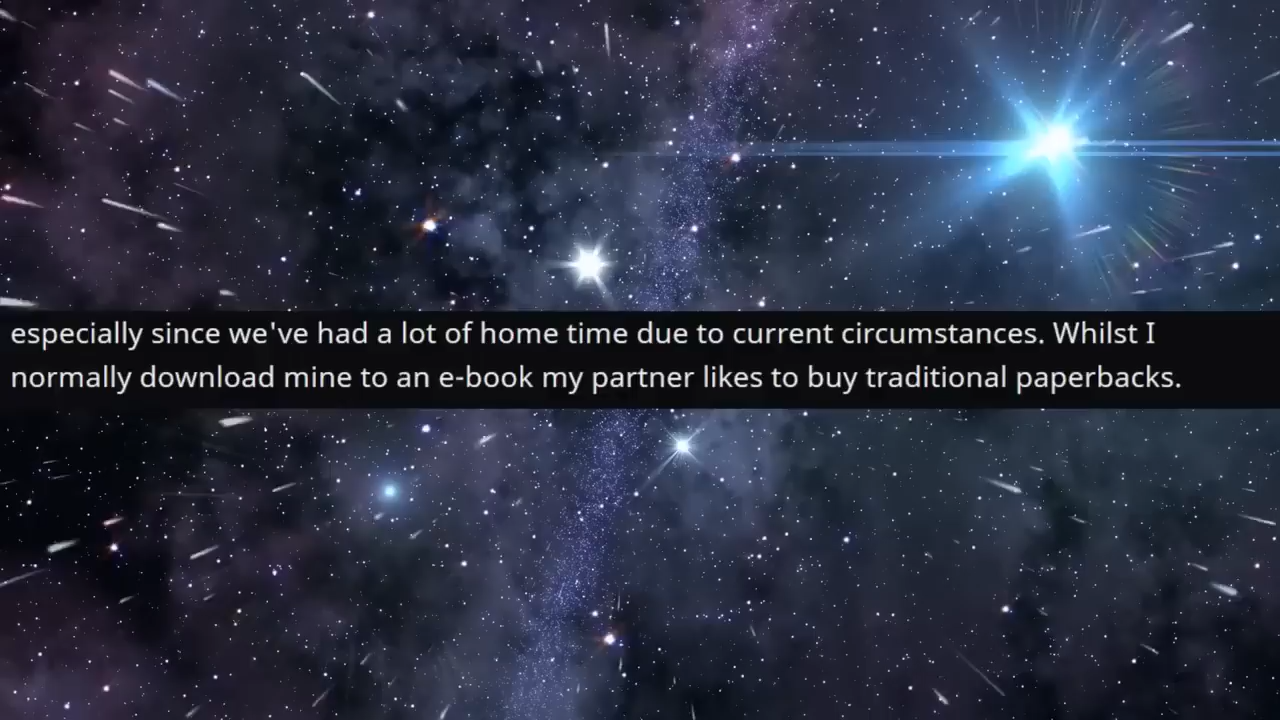 especially since we've had a lot of home time due to current circumstances. Whilst I
normally download mine to an e-book my partner likes to buy traditional paperbacks.